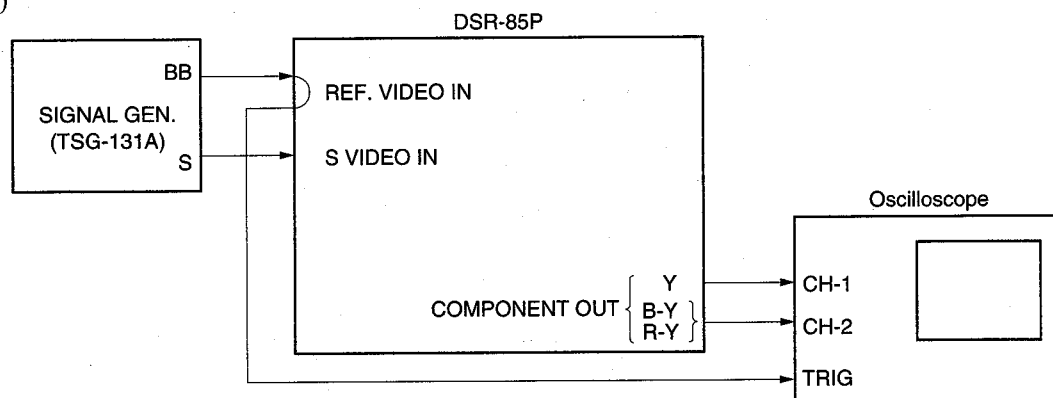 )
DSR-85P
BB
SIGNAL GEN.
(TSG-131A)
S
REF. VIDEO IN
S VIDEO IN
COMPONENT OUT
Y
B-Y
R-Y
Oscilloscope
CH-1
CH-2
TRIG